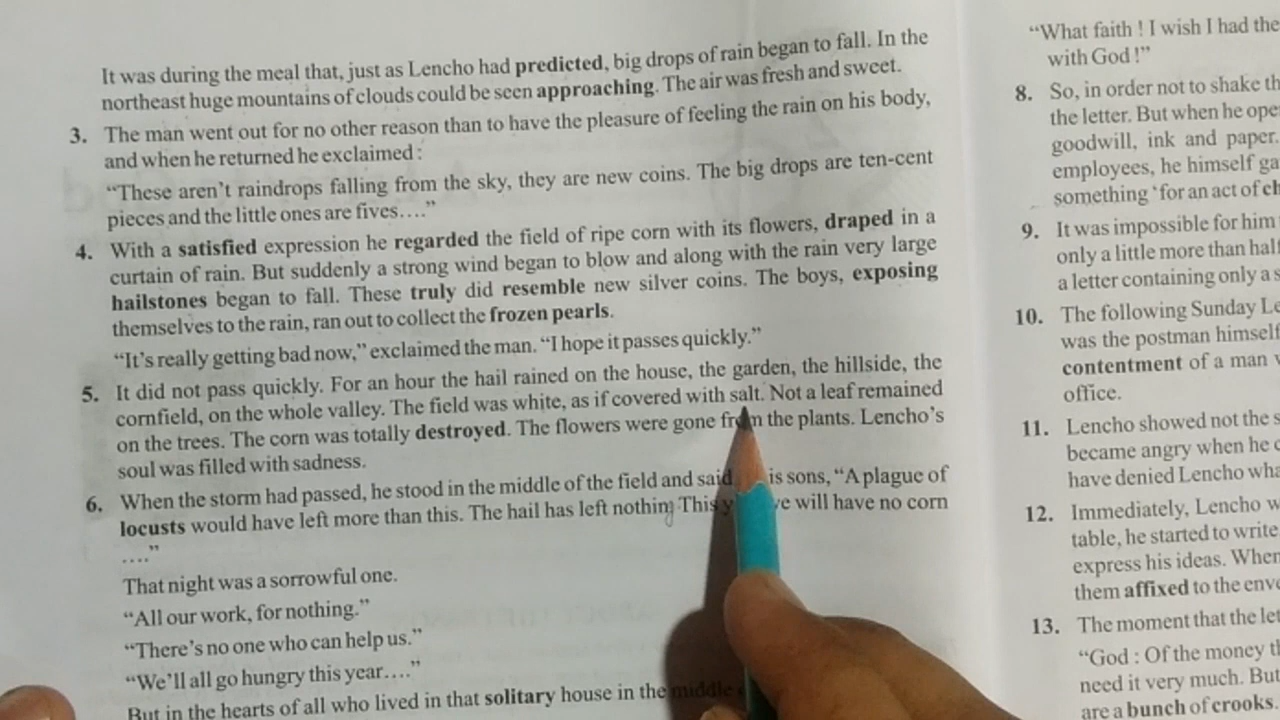 It was during the meal that, just as Lencho had predicted, big drops of rain began to fall. In the
northeast huge mountains of clouds could be seen approaching. The air was fresh and sweet.
3. The man went out for no other reason than to have the pleasure of feeling the rain on his body,
and when he returned he exclaimed :
“These aren’t raindrops falling from the sky, they are new coins. The big drops are ten-cent
pieces and the little ones are fives....”
4. With a satisfied expression he regarded the field of ripe corn with its flowers, draped in a
curtain of rain. But suddenly a strong wind began to blow and along with the rain very large
hailstones began to fall. These truly did resemble new silver coins. The boys, exposing
themselves to the rain, ran out to collect the frozen pearls.
“It’s really getting bad now,” exclaimed the man. “I hope it passes quickly.”
5. It did not pass quickly. For an hour the hail rained on the house, the garden, the hillside, the
cornfield, on the whole valley. The field was white, as if covered with salt. Not a leaf remained
on the trees. The corn was totally destroyed. The flowers were gone from the plants. Lencho’s
soul was filled with sadness.
6. When the storm had passed, he stood in the middle of the field and said is sons, “A plague of
locusts would have left more than this. The hail has left nothing This will have no corn
....”
That night was a sorrowful one.
“All our work, for nothing.”
“There’s no one who can help us.”
“We’ll all go hungry this year....”
But in the hearts of all who lived in that solitary house in the middle
“What faith ! I wish I had the
with God !”
8. So, in order not to shake th
the letter. But when he ope
goodwill, ink and paper.
employees, he himself ga
something ‘for an act of ch
9. It was impossible for him
only a little more than half
a letter containing only a s
10. The following Sunday Le
was the postman himself
contentment of a man
office.
11. Lencho showed not the s
became angry when he c
have denied Lencho wha
12. Immediately, Lencho w
table, he started to write
express his ideas. When
them affixed to the enve
13. The moment that the let
“God : Of the money th
need it very much. But
are a bunch of crooks.